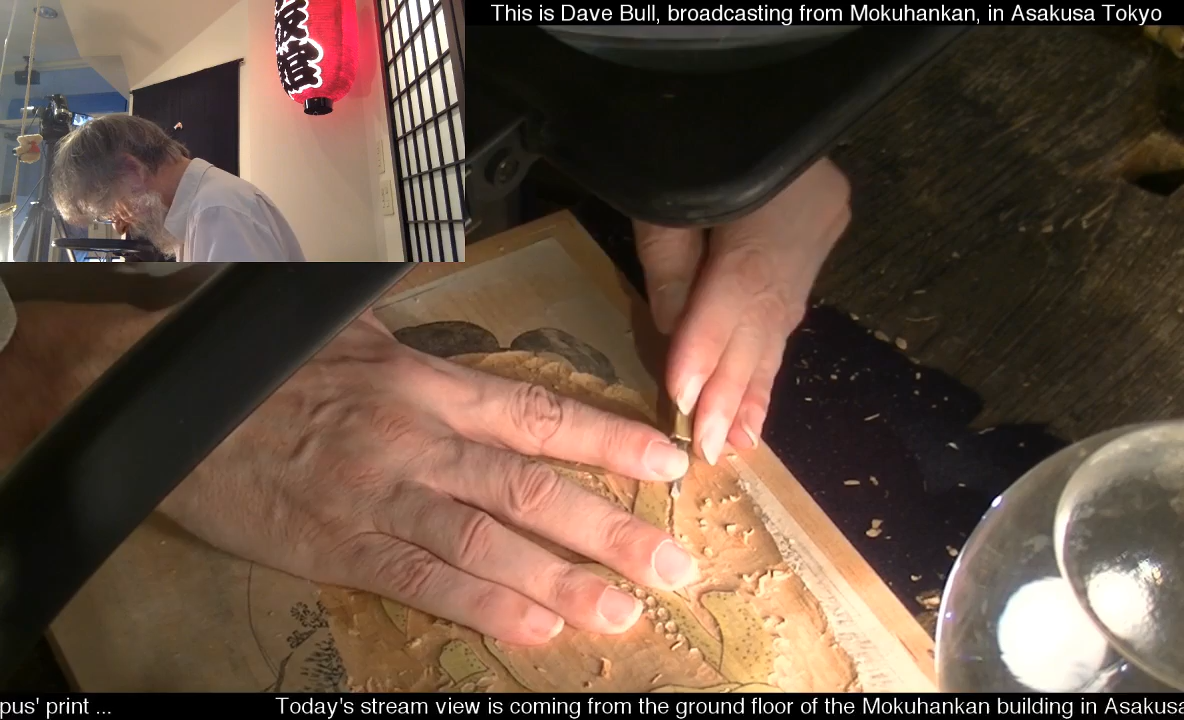 This is Dave Bull, broadcasting from Mokuhankan, in Asakusa Tokyo
館
pus' print ... Today's stream view is coming from the ground floor of the Mokuhankan building in Asakusa